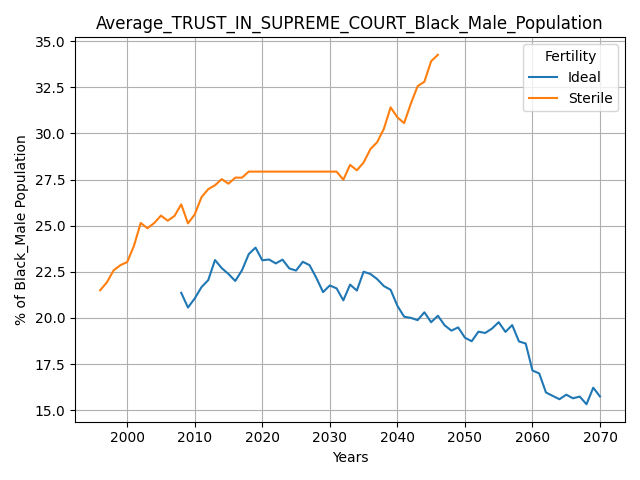 Average_TRUST_IN_SUPREME_COURT_Black_Male_Population
35.0
32.5
30.0
27.5
25.0
22.5
20.0
17.5
15.0
% of Black_Male Population
Fertility
Ideal
Sterile
2000
2010
2020
2030
2040
2050
2060
2070
Years